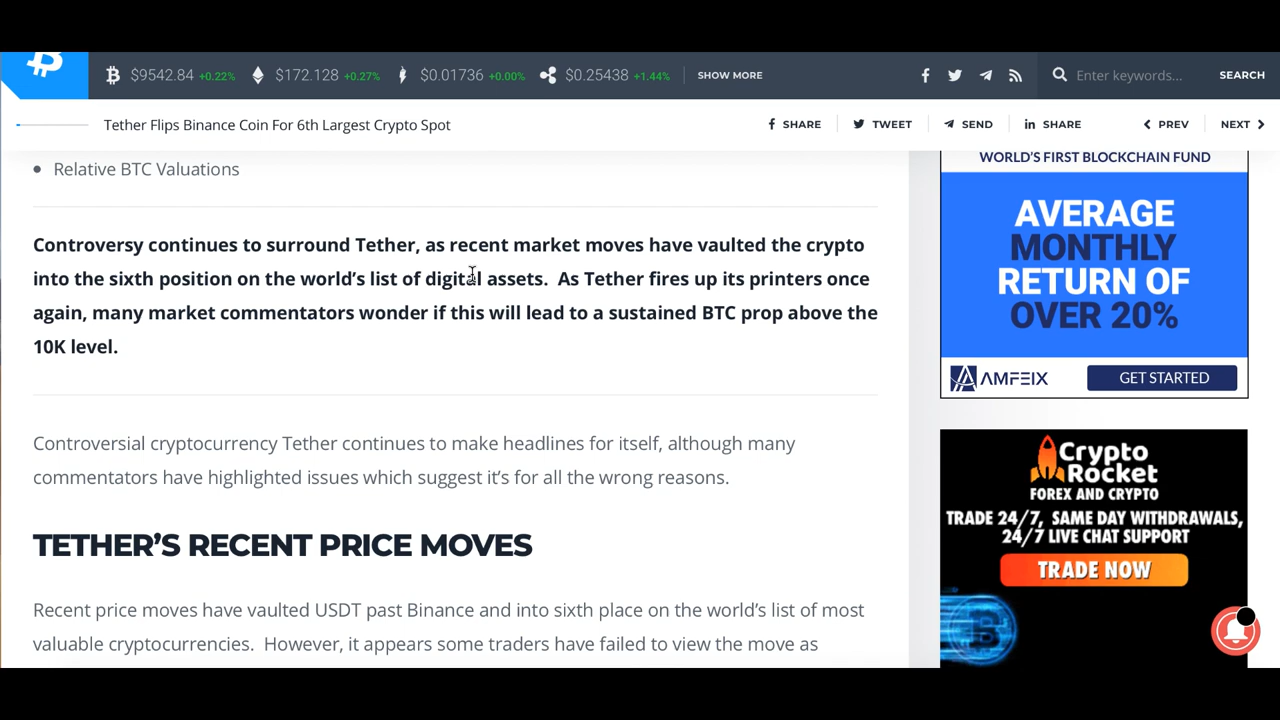 $9542.84 +0.22% $172.128 +0.27% $0.01736 +0.00% $0.25438 +1.44% SHOW MORE Enter keywords... SEARCH
Tether Flips Binance Coin For 6th Largest Crypto Spot SHARE TWEET SEND SHARE PREV NEXT
Relative BTC Valuations
Controversy continues to surround Tether, as recent market moves have vaulted the crypto
into the sixth position on the world’s list of digital assets.  As Tether fires up its printers once
again, many market commentators wonder if this will lead to a sustained BTC prop above the
10K level.
Controversial cryptocurrency Tether continues to make headlines for itself, although many
commentators have highlighted issues which suggest it’s for all the wrong reasons.
TETHER’S RECENT PRICE MOVES
Recent price moves have vaulted USDT past Binance and into sixth place on the world’s list of most
valuable cryptocurrencies.  However, it appears some traders have failed to view the move as
WORLD'S FIRST BLOCKCHAIN FUND
AVERAGE
MONTHLY
RETURN OF
OVER 20%
AMFEIX GET STARTED
Crypto
Rocket
FOREX AND CRYPTO
TRADE 24/7, SAME DAY WITHDRAWALS,
24/7 LIVE CHAT SUPPORT
TRADE NOW